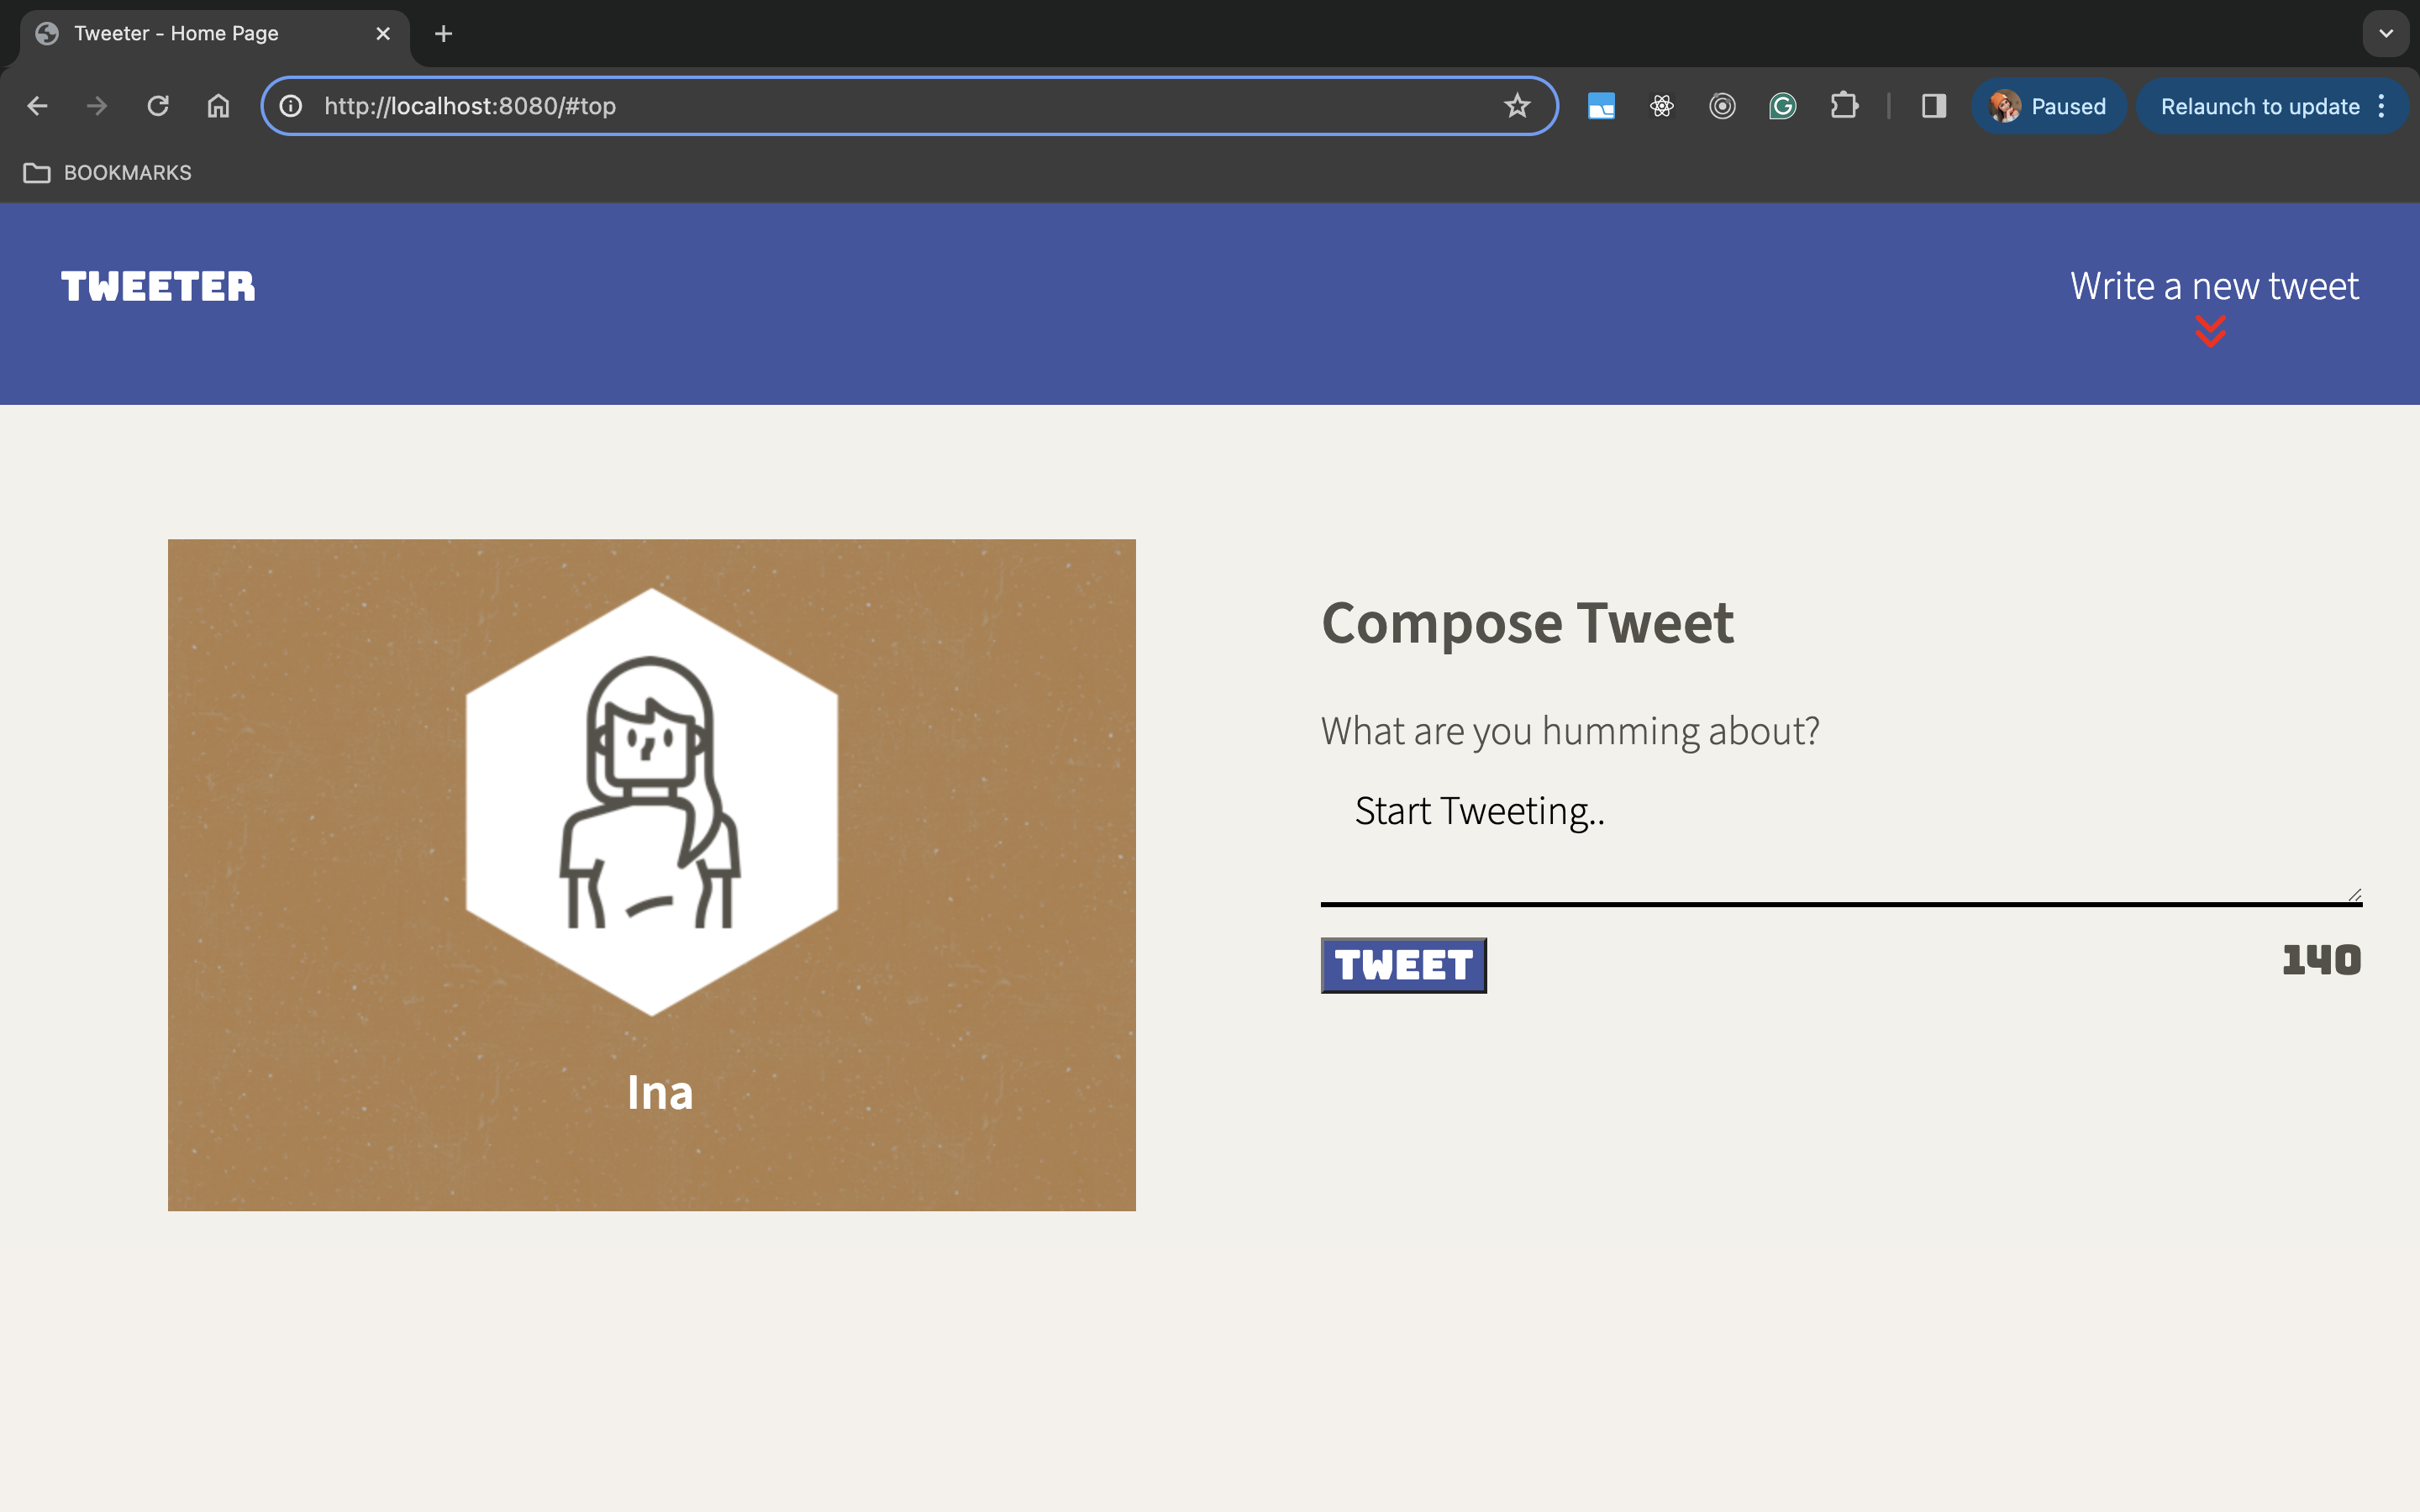 Tweeter - Home Page
http://localhost:8080/#top
Paused
Relaunch to update
BOOKMARKS
TWEETER
Write a new tweet
Compose Tweet
What are you humming about?
Start Tweeting..
TWEET
140
Ina